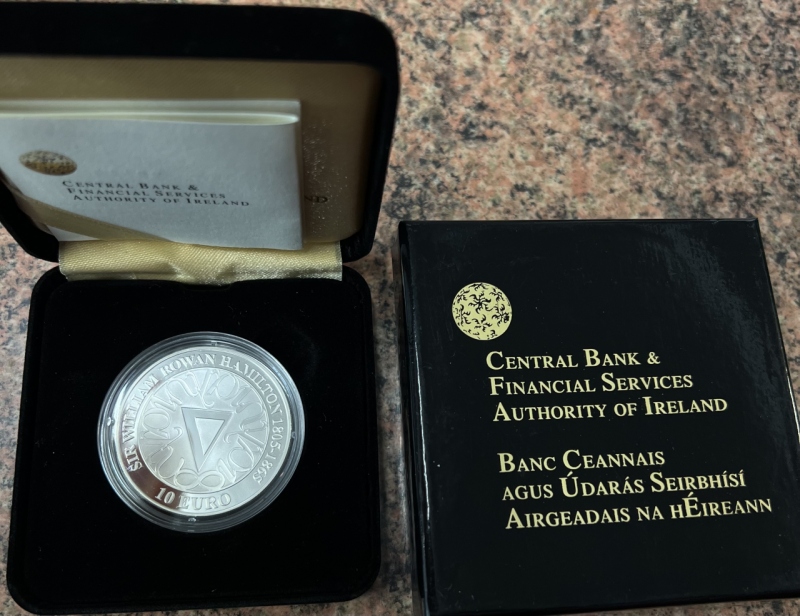 CENTRAL BANK &
FINANCIAL SERVICES
AUTHORITY OF IRELAND
SIR WILLIAM ROWAN HAMILTON 1805-1865
10 EURO
CENTRAL BANK &
FINANCIAL SERVICES
AUTHORITY OF IRELAND
BANC CEANNAIS
AGUS ÚDARÁS SEIRBHÍSÍ
AIRGEADAIS NA HÉIREANN